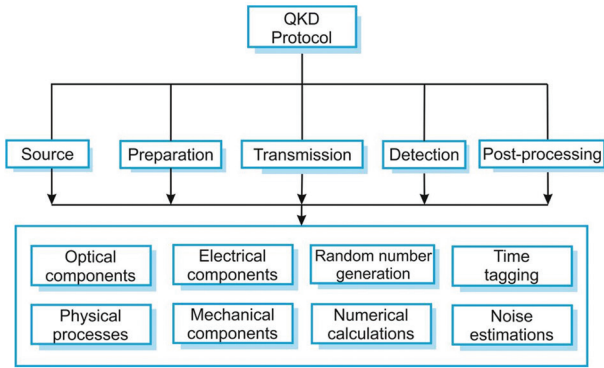 QKD
Protocol
Source
Preparation
Transmission
Detection
Post-processing
Optical
components
Electrical
components
Random number
generation
Time
tagging
Physical
processes
Mechanical
components
Numerical
calculations
Noise
estimations